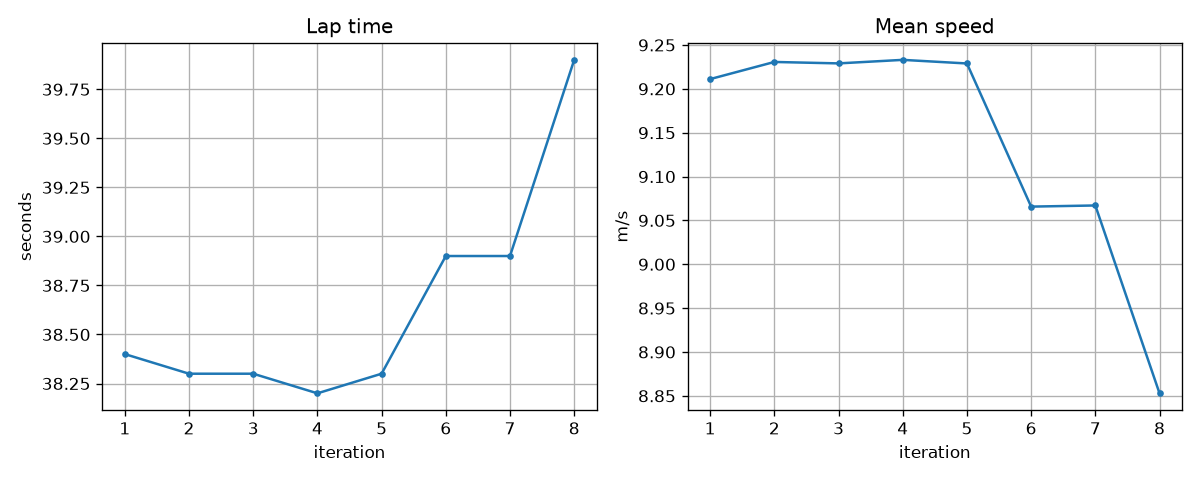 Lap time
seconds
39.75
39.50
39.25
39.00
38.75
38.50
38.25
1 2 3 4 5 6 7 8
iteration
Mean speed
m/s
9.25
9.20
9.15
9.10
9.05
9.00
8.95
8.90
8.85
1 2 3 4 5 6 7 8
iteration